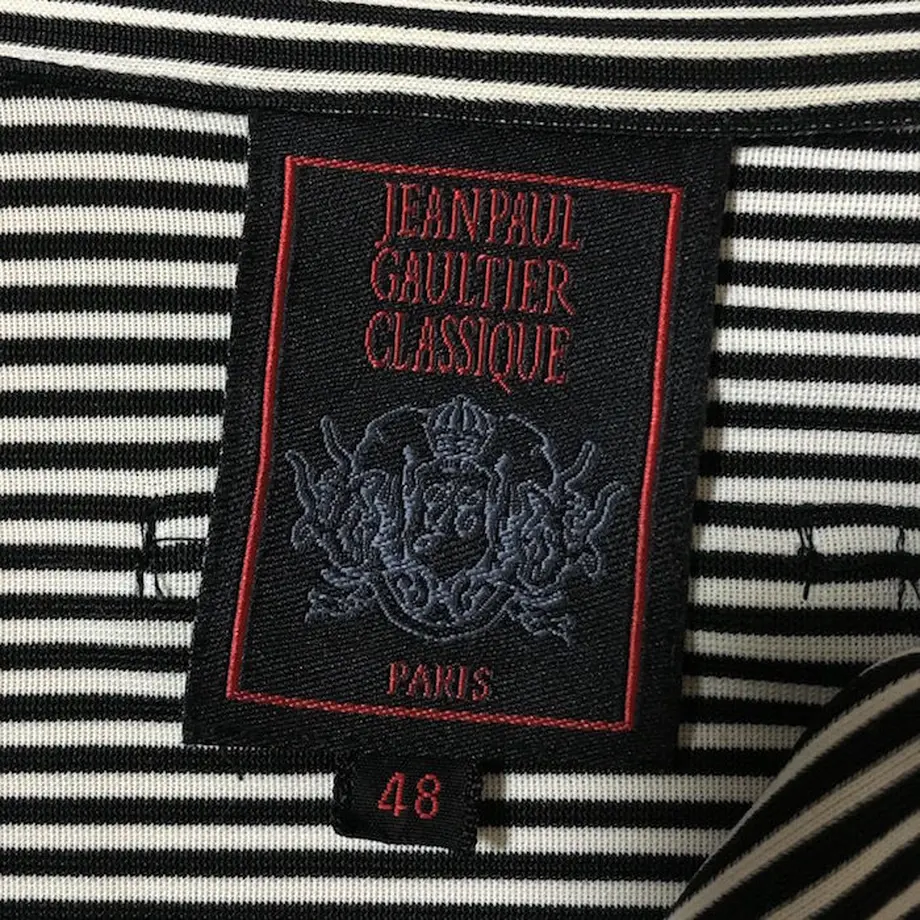 JEAN PAUL
GAULTIER
CLASSIQUE
PARIS
48